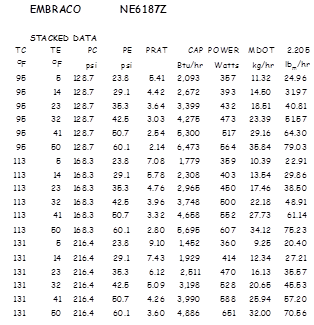 EMBRACO NE6187Z
STACKED DATA
TC TE PC PE PRAT CAP POWER MDOT 2.205
°F °F psi psi Btu/hr Watts kg/hr lbm/hr
95 5 128.7 23.8 5.41 2,093 357 11.32 24.96
95 14 128.7 29.1 4.42 2,672 393 14.50 31.97
95 23 128.7 35.3 3.64 3,399 432 18.51 40.81
95 32 128.7 42.5 3.03 4,275 473 23.39 51.57
95 41 128.7 50.7 2.54 5,300 517 29.16 64.30
95 50 128.7 60.1 2.14 6,473 564 35.84 79.03
113 5 168.3 23.8 7.08 1,779 359 10.39 22.91
113 14 168.3 29.1 5.78 2,308 403 13.54 29.86
113 23 168.3 35.3 4.76 2,965 450 17.46 38.50
113 32 168.3 42.5 3.96 3,748 500 22.18 48.91
113 41 168.3 50.7 3.32 4,658 552 27.73 61.14
113 50 168.3 60.1 2.80 5,695 607 34.12 75.23
131 5 216.4 23.8 9.10 1,452 360 9.25 20.40
131 14 216.4 29.1 7.43 1,929 414 12.34 27.21
131 23 216.4 35.3 6.12 2,511 470 16.13 35.57
131 32 216.4 42.5 5.09 3,198 528 20.65 45.53
131 41 216.4 50.7 4.26 3,990 588 25.94 57.20
131 50 216.4 60.1 3.60 4,886 651 32.00 70.56